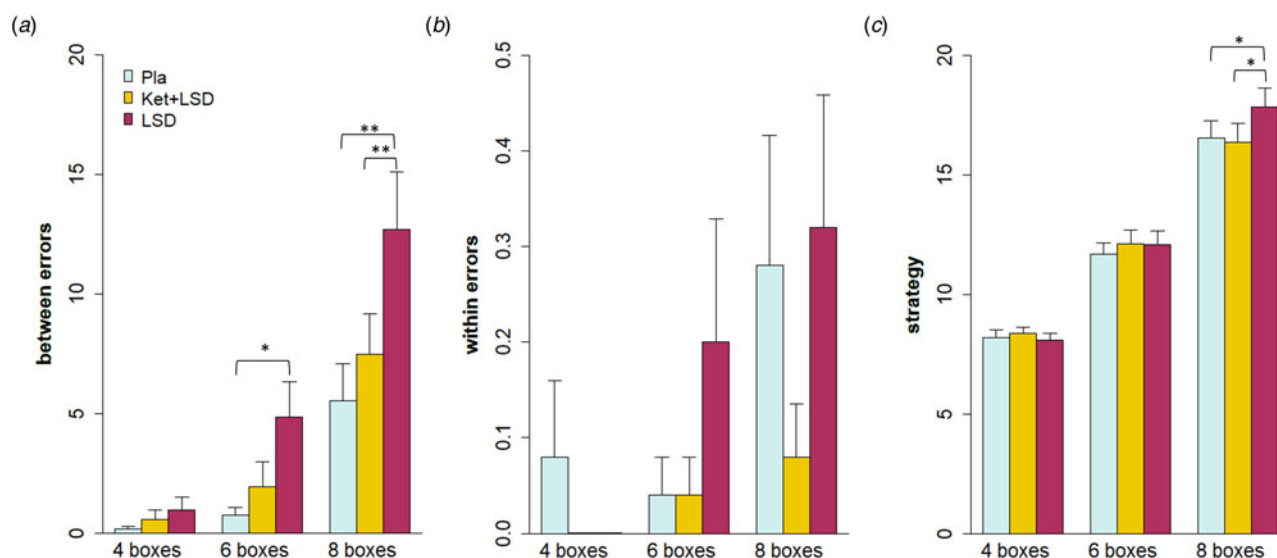 (a)
between errors
20
15
10
5
0
Pla
Ket+LSD
LSD
*
**
**
4 boxes 6 boxes 8 boxes
(b)
within errors
0.5
0.4
0.3
0.2
0.1
0.0
4 boxes 6 boxes 8 boxes
(c)
strategy
20
15
10
5
0
*
*
4 boxes 6 boxes 8 boxes